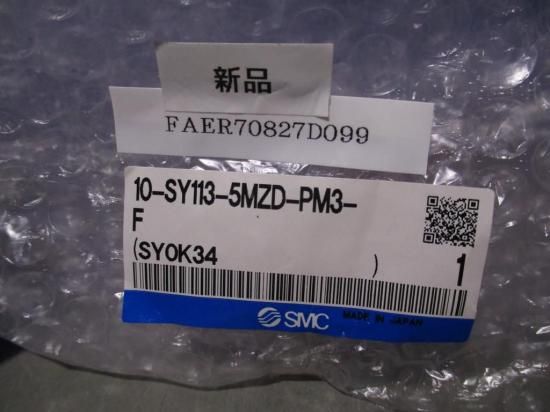 新品
FAER70827D099
10-SY113-5MZD-PM3-
F
(SY0K34 )
1
SMC MADE IN JAPAN